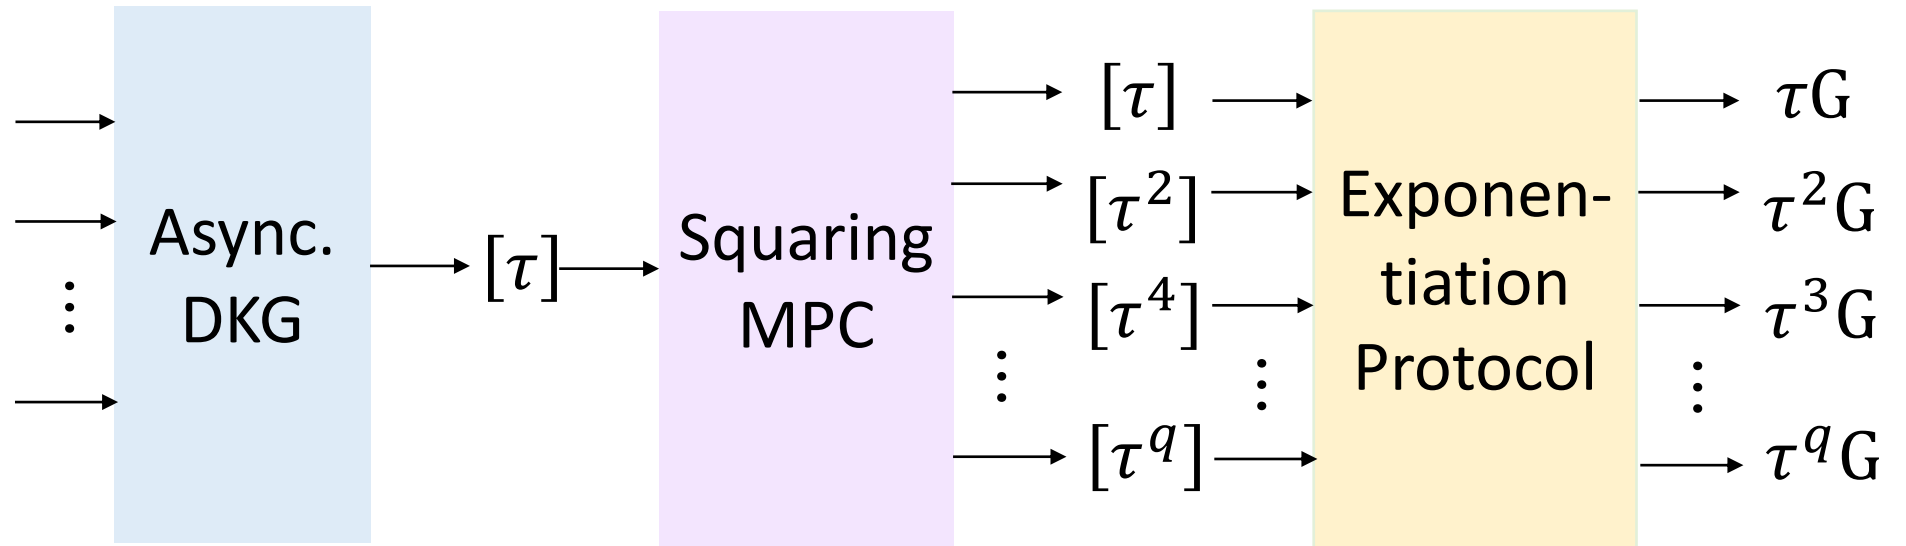 Async.
DKG
[τ]
Squaring
MPC
[τ]
[τ²]
[τ⁴]
⋮
[τ^q]
Exponen-
tiation
Protocol
τG
τ²G
τ³G
⋮
τ^qG